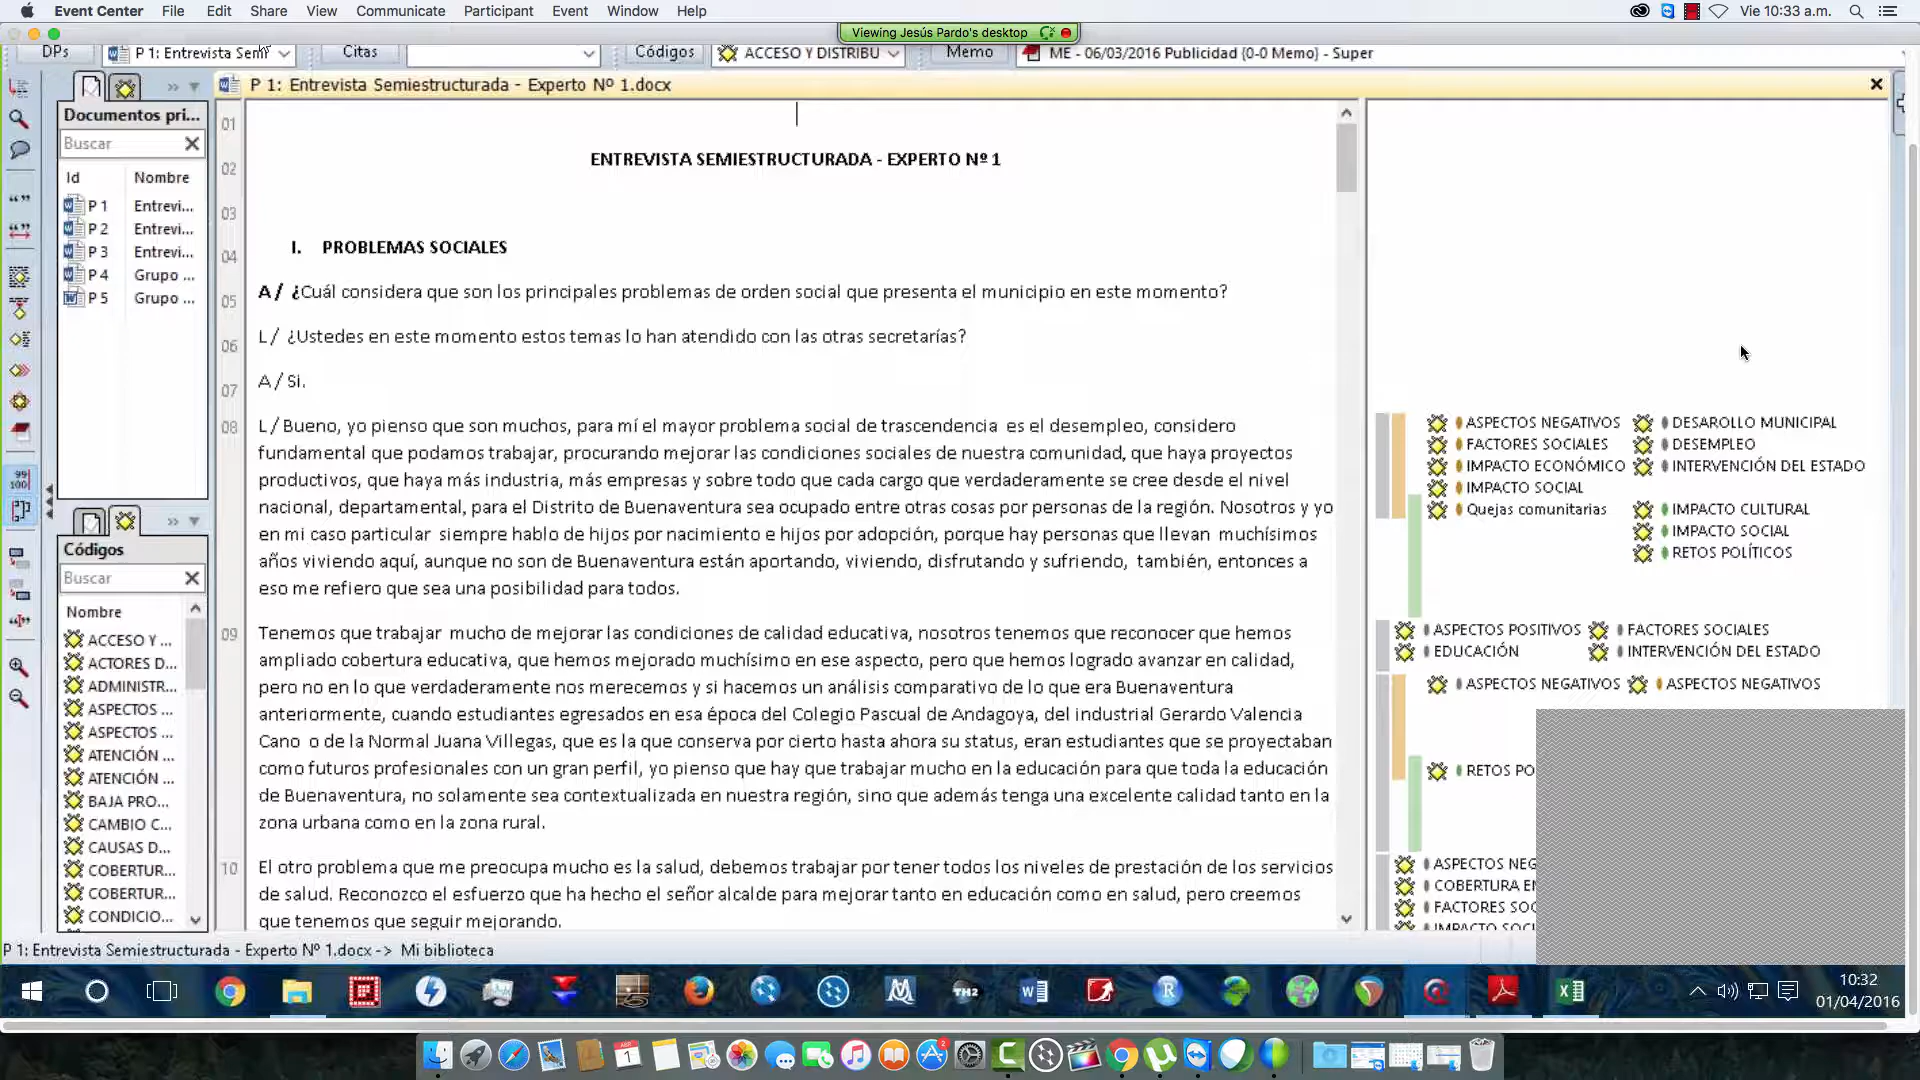 Event Center File Edit Share View Communicate Participant Event Window Help Vie 10:33 a.m.
Viewing Jesús Pardo's desktop
DPs P 1: Entrevista Semi Citas Códigos ACCESO Y DISTRIBU Memo ME - 06/03/2016 Publicidad {0-0 Memo} - Super
P 1: Entrevista Semiestructurada - Experto Nº 1.docx
Documentos pri...
Buscar
Id Nombre
P 1 Entrevi...
P 2 Entrevi...
P 3 Entrevi...
P 4 Grupo ...
P 5 Grupo ...
Códigos
Buscar
Nombre
ACCESO Y ...
ACTORES D...
ADMINISTR...
ASPECTOS ...
ASPECTOS ...
ATENCIÓN ...
ATENCIÓN ...
BAJA PRO...
CAMBIO C...
CAUSAS D...
COBERTUR...
COBERTUR...
CONDICIO...
01
02 ENTREVISTA SEMIESTRUCTURADA - EXPERTO Nº 1
03
04 I. PROBLEMAS SOCIALES
05 A / ¿Cuál considera que son los principales problemas de orden social que presenta el municipio en este momento?
06 L / ¿Ustedes en este momento estos temas lo han atendido con las otras secretarías?
07 A / Si.
08 L / Bueno, yo pienso que son muchos, para mí el mayor problema social de trascendencia es el desempleo, considero
fundamental que podamos trabajar, procurando mejorar las condiciones sociales de nuestra comunidad, que haya proyectos
productivos, que haya más industria, más empresas y sobre todo que cada cargo que verdaderamente se cree desde el nivel
nacional, departamental, para el Distrito de Buenaventura sea ocupado entre otras cosas por personas de la región. Nosotros y yo
en mi caso particular siempre hablo de hijos por nacimiento e hijos por adopción, porque hay personas que llevan muchísimos
años viviendo aquí, aunque no son de Buenaventura están aportando, viviendo, disfrutando y sufriendo, también, entonces a
eso me refiero que sea una posibilidad para todos.
09 Tenemos que trabajar mucho de mejorar las condiciones de calidad educativa, nosotros tenemos que reconocer que hemos
ampliado cobertura educativa, que hemos mejorado muchísimo en ese aspecto, pero que hemos logrado avanzar en calidad,
pero no en lo que verdaderamente nos merecemos y si hacemos un análisis comparativo de lo que era Buenaventura
anteriormente, cuando estudiantes egresados en esa época del Colegio Pascual de Andagoya, del industrial Gerardo Valencia
Cano o de la Normal Juana Villegas, que es la que conserva por cierto hasta ahora su status, eran estudiantes que se proyectaban
como futuros profesionales con un gran perfil, yo pienso que hay que trabajar mucho en la educación para que toda la educación
de Buenaventura, no solamente sea contextualizada en nuestra región, sino que además tenga una excelente calidad tanto en la
zona urbana como en la zona rural.
10 El otro problema que me preocupa mucho es la salud, debemos trabajar por tener todos los niveles de prestación de los servicios
de salud. Reconozco el esfuerzo que ha hecho el señor alcalde para mejorar tanto en educación como en salud, pero creemos
que tenemos que seguir mejorando.
ASPECTOS NEGATIVOS DESAROLLO MUNICIPAL
FACTORES SOCIALES DESEMPLEO
IMPACTO ECONÓMICO INTERVENCIÓN DEL ESTADO
IMPACTO SOCIAL
Quejas comunitarias IMPACTO CULTURAL
IMPACTO SOCIAL
RETOS POLÍTICOS
ASPECTOS POSITIVOS FACTORES SOCIALES
EDUCACIÓN INTERVENCIÓN DEL ESTADO
ASPECTOS NEGATIVOS ASPECTOS NEGATIVOS
RETOS PO
ASPECTOS NEG
COBERTURA EN
FACTORES SOC
IMPACTO SOCI
P 1: Entrevista Semiestructurada - Experto Nº 1.docx -> Mi biblioteca
TH2
10:32
01/04/2016